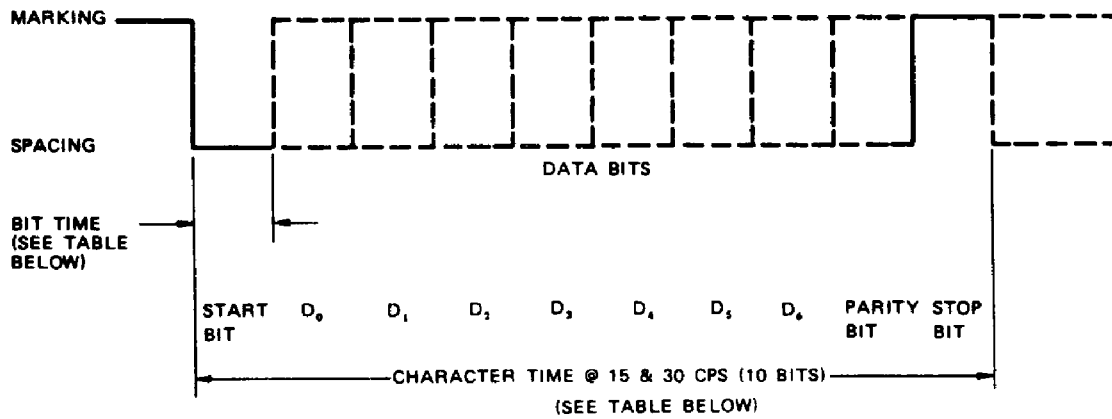 MARKING
SPACING
DATA BITS
BIT TIME
(SEE TABLE
BELOW)
START
BIT
D₀
D₁
D₂
D₃
D₄
D₅
D₆
PARITY
BIT
STOP
BIT
CHARACTER TIME @ 15 & 30 CPS (10 BITS)
(SEE TABLE BELOW)